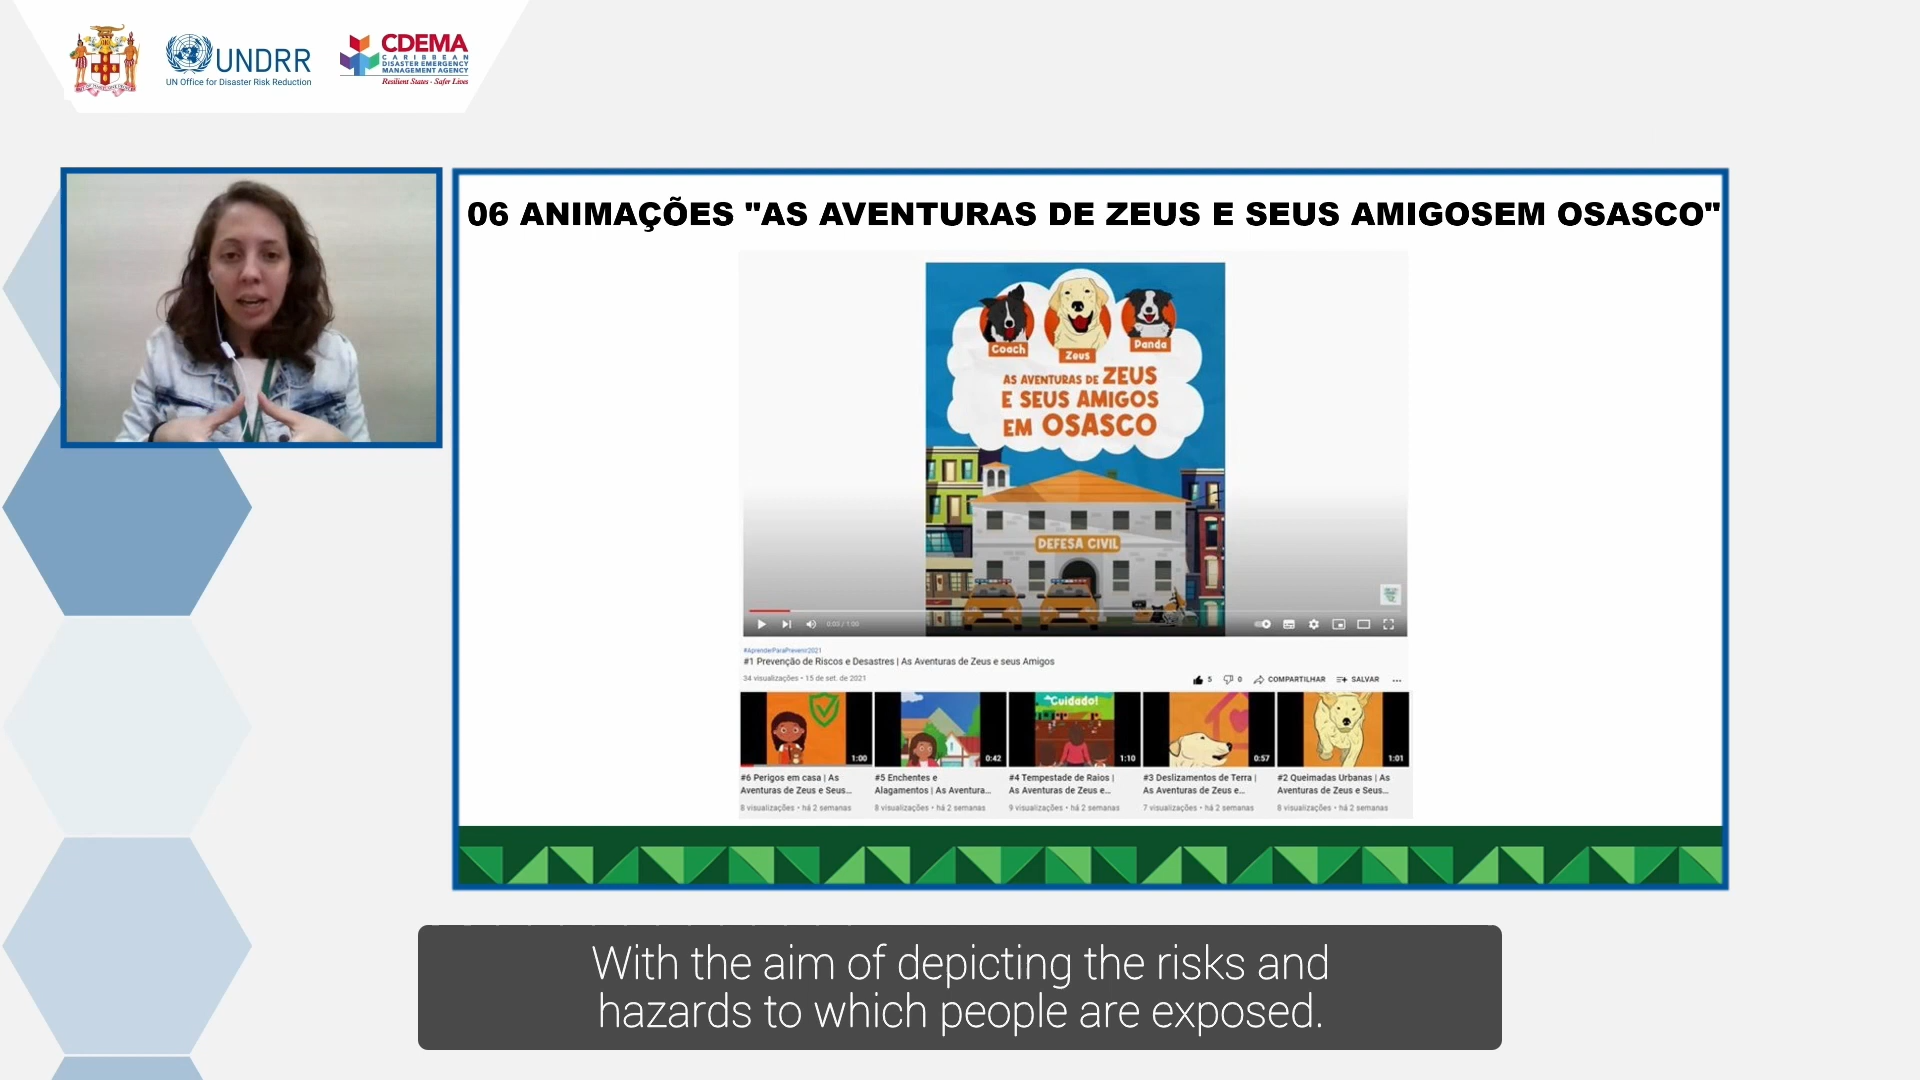 UNDRR
UN Office for Disaster Risk Reduction
CDEMA
CARIBBEAN
DISASTER EMERGENCY
MANAGEMENT AGENCY
Resilient States - Safer Lives
06 ANIMAÇÕES "AS AVENTURAS DE ZEUS E SEUS AMIGOSEM OSASCO"
Coach
Zeus
Panda
AS AVENTURAS DE ZEUS
E SEUS AMIGOS
EM OSASCO
DEFESA CIVIL
0:03 / 1:00
#AprenderParaPrevenir2021
#1 Prevenção de Riscos e Desastres | As Aventuras de Zeus e seus Amigos
34 visualizações • 15 de set. de 2021
5 0 COMPARTILHAR SALVAR ...
Cuidado!
1:00 0:42 1:10 0:57 1:01
#6 Perigos em casa | As
Aventuras de Zeus e Seus...
8 visualizações • há 2 semanas
#5 Enchentes e
Alagamentos | As Aventura...
8 visualizações • há 2 semanas
#4 Tempestade de Raios |
As Aventuras de Zeus e...
9 visualizações • há 2 semanas
#3 Deslizamentos de Terra |
As Aventuras de Zeus e...
7 visualizações • há 2 semanas
#2 Queimadas Urbanas | As
Aventuras de Zeus e Seus...
8 visualizações • há 2 semanas
With the aim of depicting the risks and
hazards to which people are exposed.